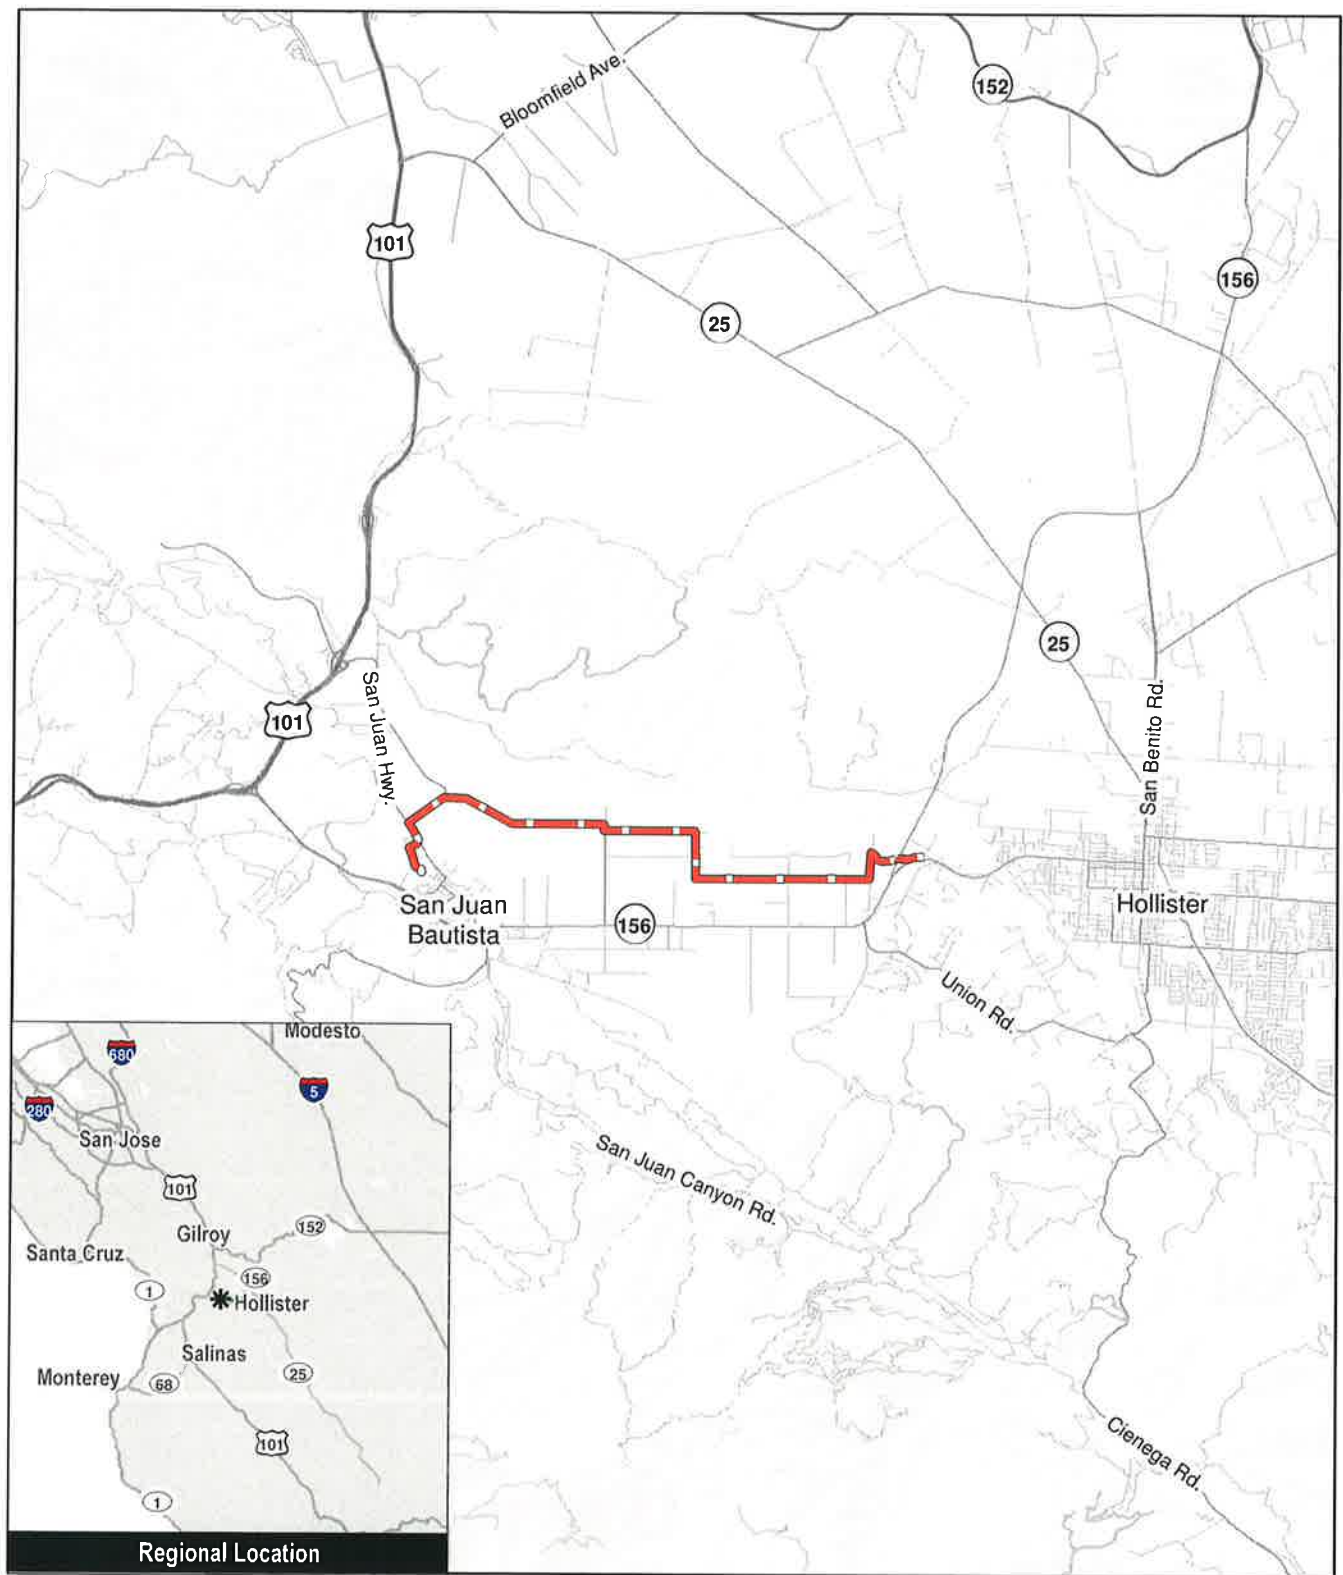 Bloomfield Ave.
152
101
156
25
25
San Juan Hwy.
101
San Benito Rd.
San Juan
Bautista
156
Hollister
Union Rd.
San Juan Canyon Rd.
Cienega Rd.
Modesto
680
5
280
San Jose
101
Gilroy
152
Santa Cruz
156
1
Hollister
Salinas
Monterey
68
25
101
1
Regional Location